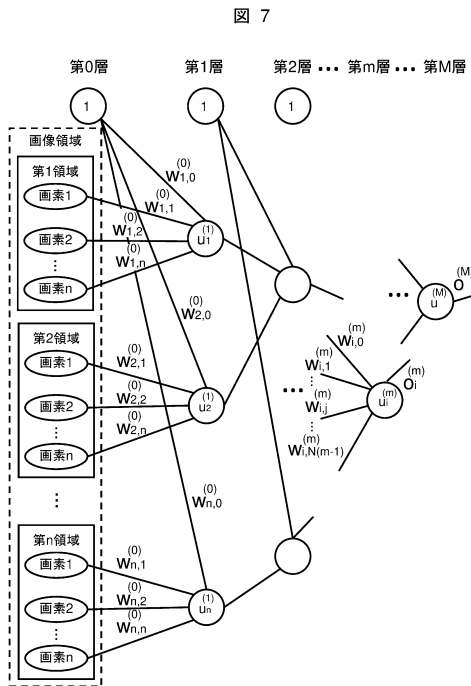 図 7
第0層 第1層 第2層 ••• 第m層 ••• 第M層
1 1 1
画像領域
第1領域
画素1
画素2
⋮
画素n
W1,0(0)
W1,1(0)
W1,2(0)
W1,n(0)
u1(1)
W2,0(0)
第2領域
画素1
画素2
⋮
画素n
W2,1(0)
W2,2(0)
W2,n(0)
u2(1)
⋮
Wn,0(0)
第n領域
画素1
画素2
⋮
画素n
Wn,1(0)
Wn,2(0)
Wn,n(0)
un(1)
••• u(M) O(M)
Wi,0(m)
Wi,1(m)
⋮
••• Wi,j(m)
⋮
Wi,N(m-1)(m)
ui(m) Oi(m)